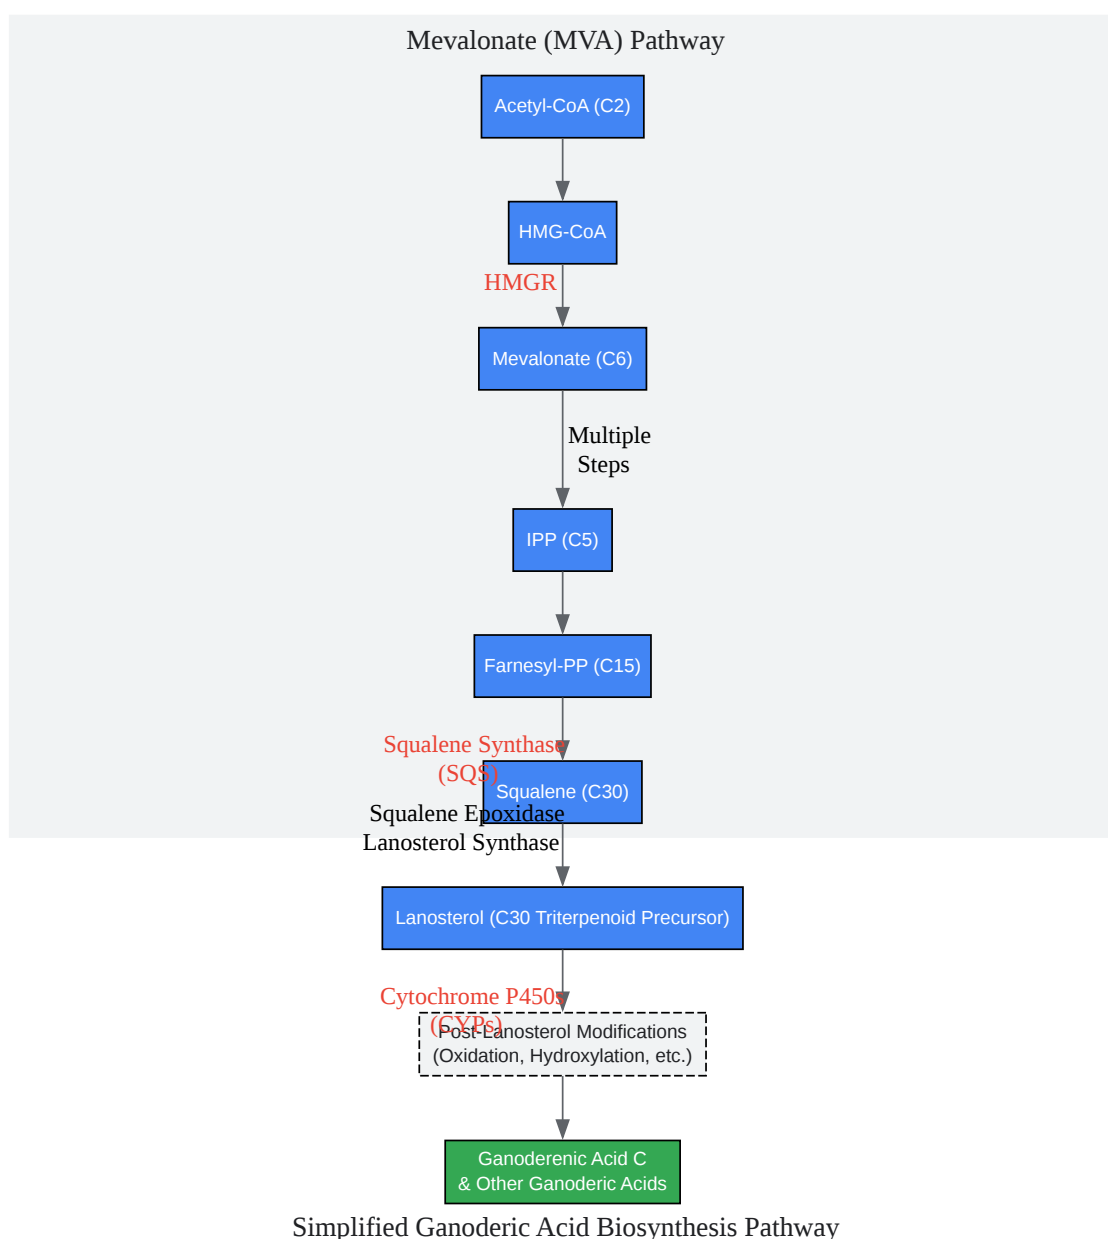 Mevalonate (MVA) Pathway
Acetyl-CoA (C2)
HMG-CoA
HMGR
Mevalonate (C6)
Multiple
Steps
IPP (C5)
Farnesyl-PP (C15)
Squalene Synthase
(SQS)
Squalene (C30)
Squalene Epoxidase
Lanosterol Synthase
Lanosterol (C30 Triterpenoid Precursor)
Cytochrome P450s
(CYPs)
Post-Lanosterol Modifications
(Oxidation, Hydroxylation, etc.)
Ganoderenic Acid C
& Other Ganoderic Acids
Simplified Ganoderic Acid Biosynthesis Pathway